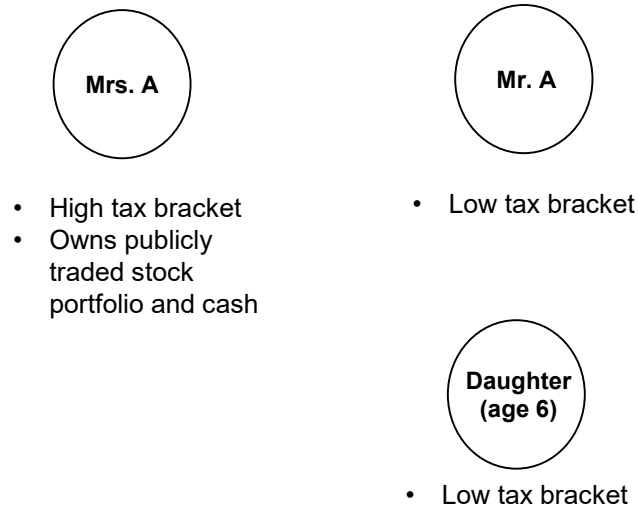 Mrs. A
• High tax bracket
• Owns publicly
traded stock
portfolio and cash
Mr. A
• Low tax bracket
Daughter
(age 6)
• Low tax bracket